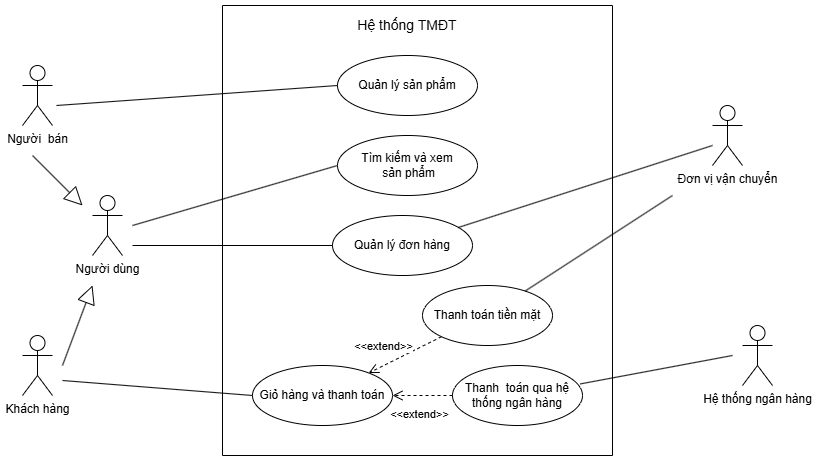 Hệ thống TMĐT
Quản lý sản phẩm
Người bán
Tìm kiếm và xem
sản phẩm
Đơn vị vận chuyển
Quản lý đơn hàng
Người dùng
Thanh toán tiền mặt
<<extend>>
Giỏ hàng và thanh toán
Thanh toán qua hệ
thống ngân hàng
<<extend>>
Khách hàng
Hệ thống ngân hàng